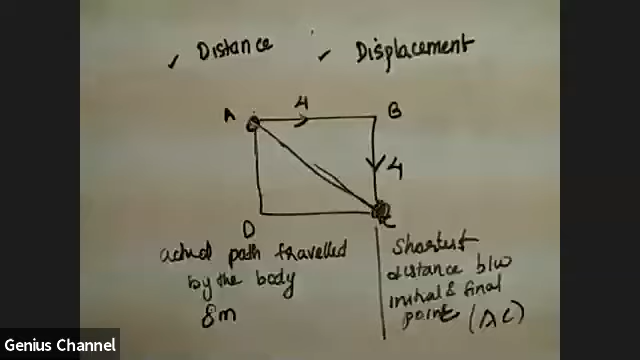 ✓ Distance ✓ Displacement
A 4 B
4
D C
actual path travelled
by the body
8m
Shortest
distance b/w
initial & final
point (AC)
Genius Channel